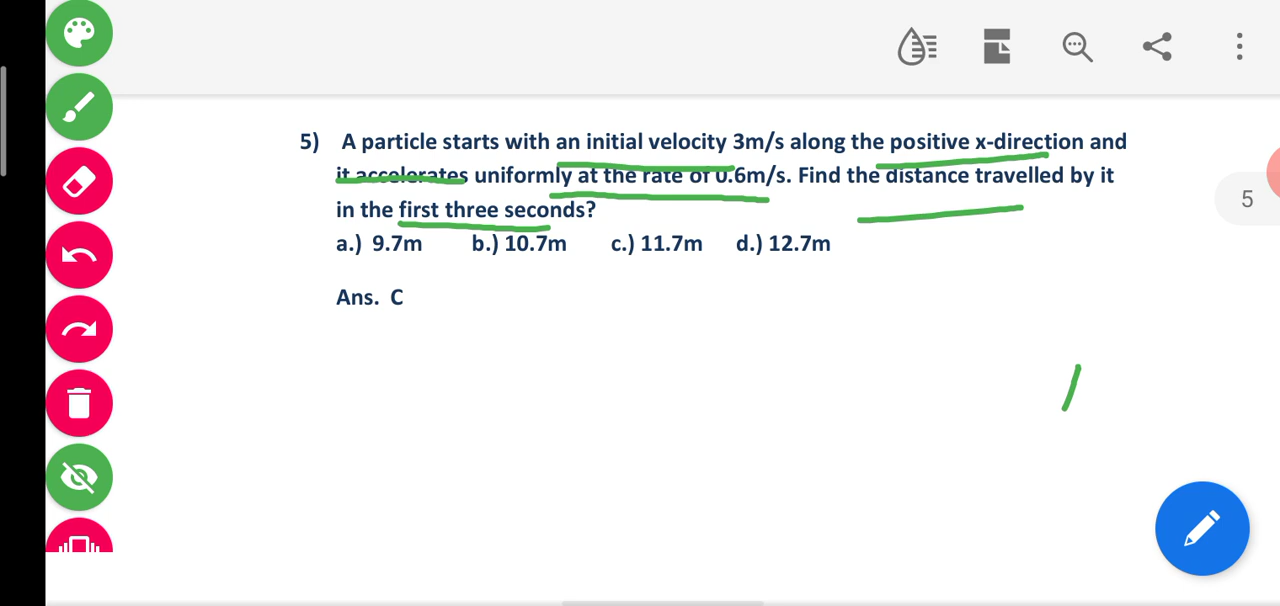 5) A particle starts with an initial velocity 3m/s along the positive x-direction and
it accelerates uniformly at the rate of 0.6m/s. Find the distance travelled by it
in the first three seconds?
a.) 9.7m b.) 10.7m c.) 11.7m d.) 12.7m
Ans. C
5